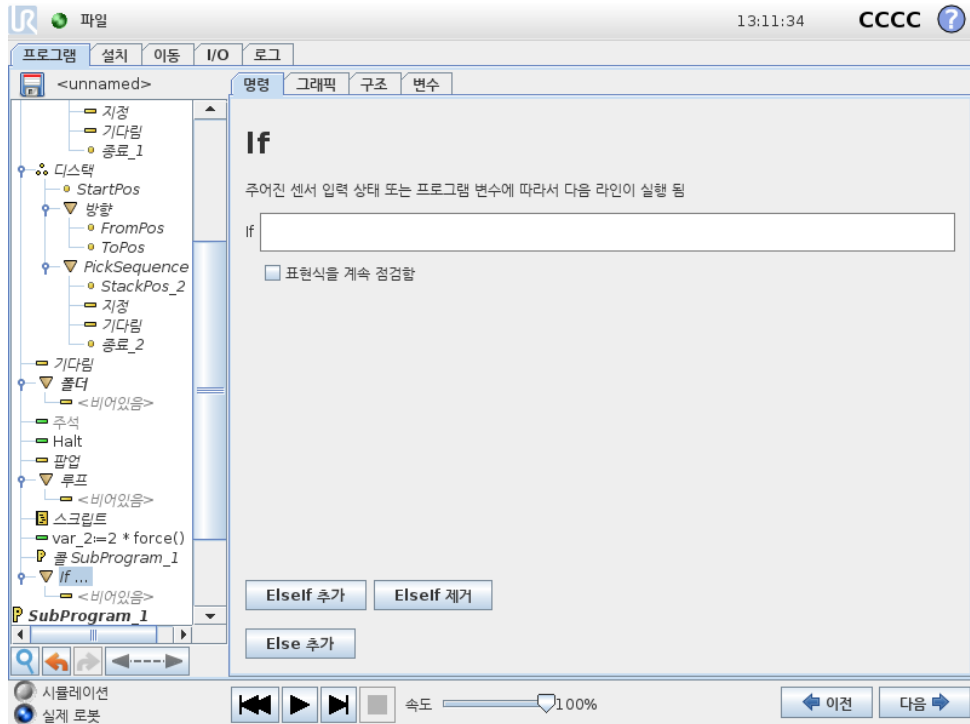 UR 파일 13:11:34 CCCC ?
프로그램 설치 이동 I/O 로그
<unnamed>
명령 그래픽 구조 변수
지정
기다림
종료_1
디스택
StartPos
방향
FromPos
ToPos
PickSequence
StackPos_2
지정
기다림
종료_2
기다림
폴더
<비어있음>
주석
Halt
팝업
루프
<비어있음>
스크립트
var_2:=2 * force()
콜 SubProgram_1
If ...
<비어있음>
SubProgram_1
If
주어진 센서 입력 상태 또는 프로그램 변수에 따라서 다음 라인이 실행 됨
If
표현식을 계속 점검함
ElseIf 추가 ElseIf 제거
Else 추가
시뮬레이션
실제 로봇
속도 100%
이전 다음